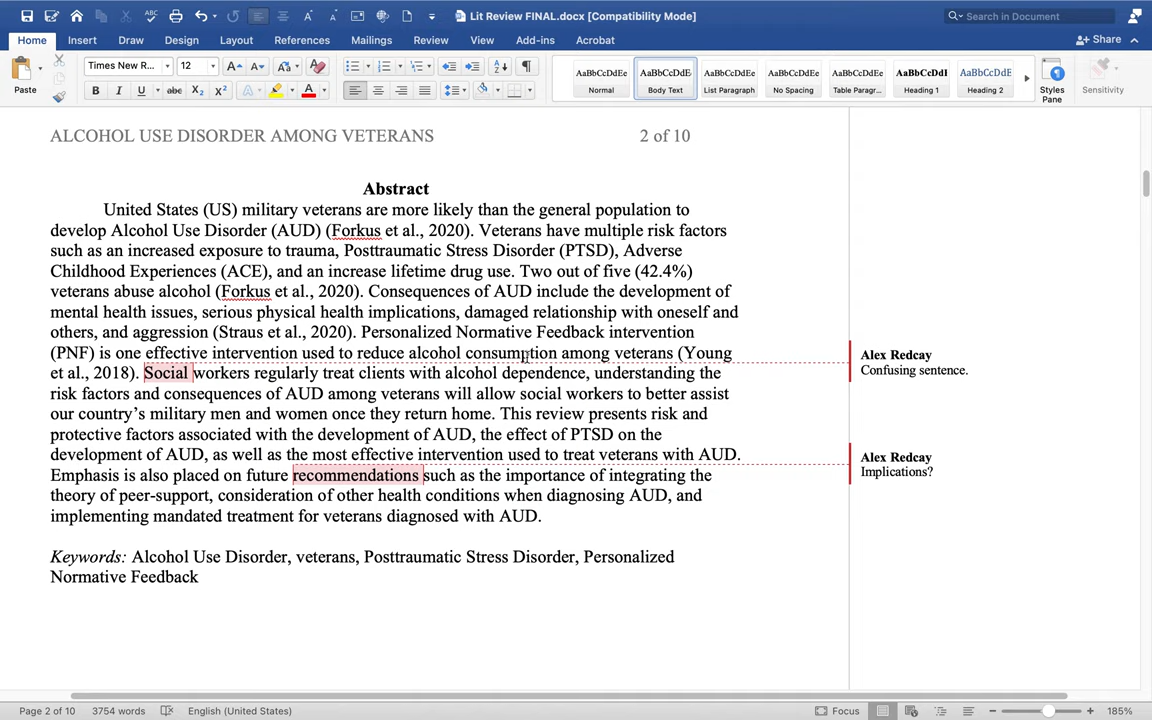 Lit Review FINAL.docx [Compatibility Mode]
Search in Document
Home Insert Draw Design Layout References Mailings Review View Add-ins Acrobat
Share
Paste
Times New R... 12
AaBbCcDdEe AaBbCcDdE AaBbCcDdEe AaBbCcDdEe AaBbCcDdEe AaBbCcDdI AaBbCcDdE
Normal Body Text List Paragraph No Spacing Table Paragr... Heading 1 Heading 2
Styles Pane
Sensitivity
ALCOHOL USE DISORDER AMONG VETERANS 2 of 10
Abstract
United States (US) military veterans are more likely than the general population to
develop Alcohol Use Disorder (AUD) (Forkus et al., 2020). Veterans have multiple risk factors
such as an increased exposure to trauma, Posttraumatic Stress Disorder (PTSD), Adverse
Childhood Experiences (ACE), and an increase lifetime drug use. Two out of five (42.4%)
veterans abuse alcohol (Forkus et al., 2020). Consequences of AUD include the development of
mental health issues, serious physical health implications, damaged relationship with oneself and
others, and aggression (Straus et al., 2020). Personalized Normative Feedback intervention
(PNF) is one effective intervention used to reduce alcohol consumption among veterans (Young
et al., 2018). Social workers regularly treat clients with alcohol dependence, understanding the
risk factors and consequences of AUD among veterans will allow social workers to better assist
our country's military men and women once they return home. This review presents risk and
protective factors associated with the development of AUD, the effect of PTSD on the
development of AUD, as well as the most effective intervention used to treat veterans with AUD.
Emphasis is also placed on future recommendations such as the importance of integrating the
theory of peer-support, consideration of other health conditions when diagnosing AUD, and
implementing mandated treatment for veterans diagnosed with AUD.
Keywords: Alcohol Use Disorder, veterans, Posttraumatic Stress Disorder, Personalized
Normative Feedback
Alex Redcay
Confusing sentence.
Alex Redcay
Implications?
Page 2 of 10 3754 words English (United States) Focus 185%